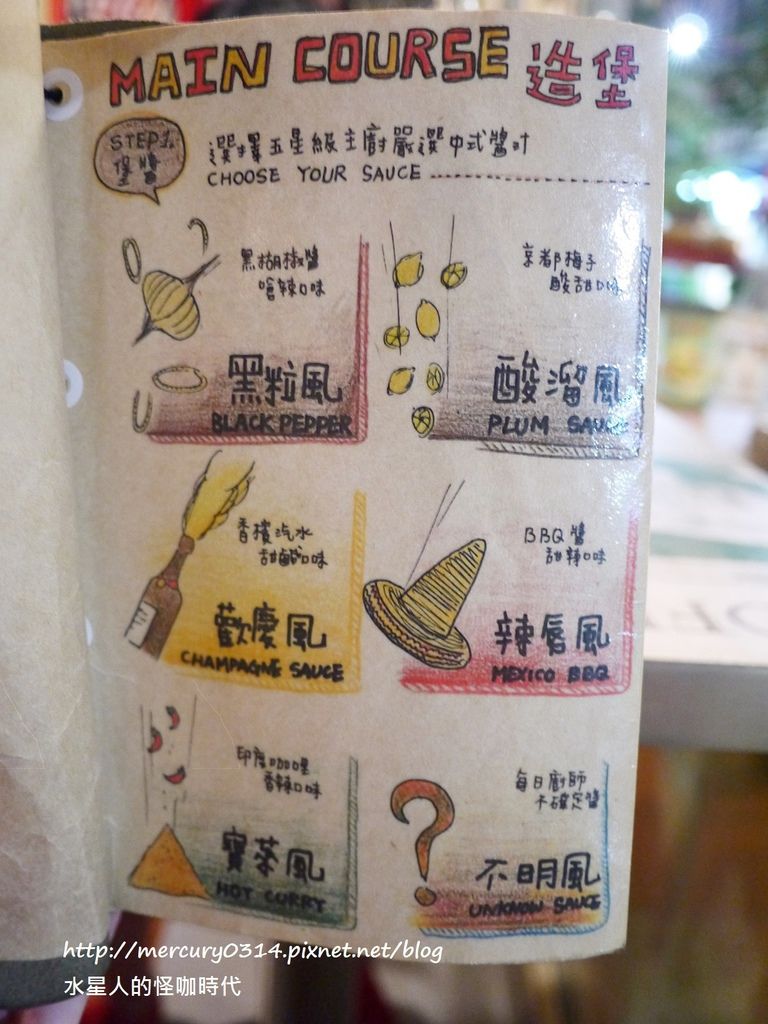 MAIN COURSE 造堡
STEP1.
堡醬
選擇五星級主廚嚴選中式醬汁
CHOOSE YOUR SAUCE
黑胡椒醬
嗆辣口味
黑粒風
BLACK PEPPER
京都梅子
酸甜口味
酸溜風
PLUM SAUCE
香檳汽水
甜鹹口味
歡慶風
CHAMPAGNE SAUCE
BBQ醬
甜辣口味
辣唇風
MEXICO BBQ
印度咖哩
香辣口味
寶萊風
HOT CURRY
每日廚師
不確定醬
不明風
UNKNOW SAUCE
http://mercury0314.pixnet.net/blog
水星人的怪咖時代